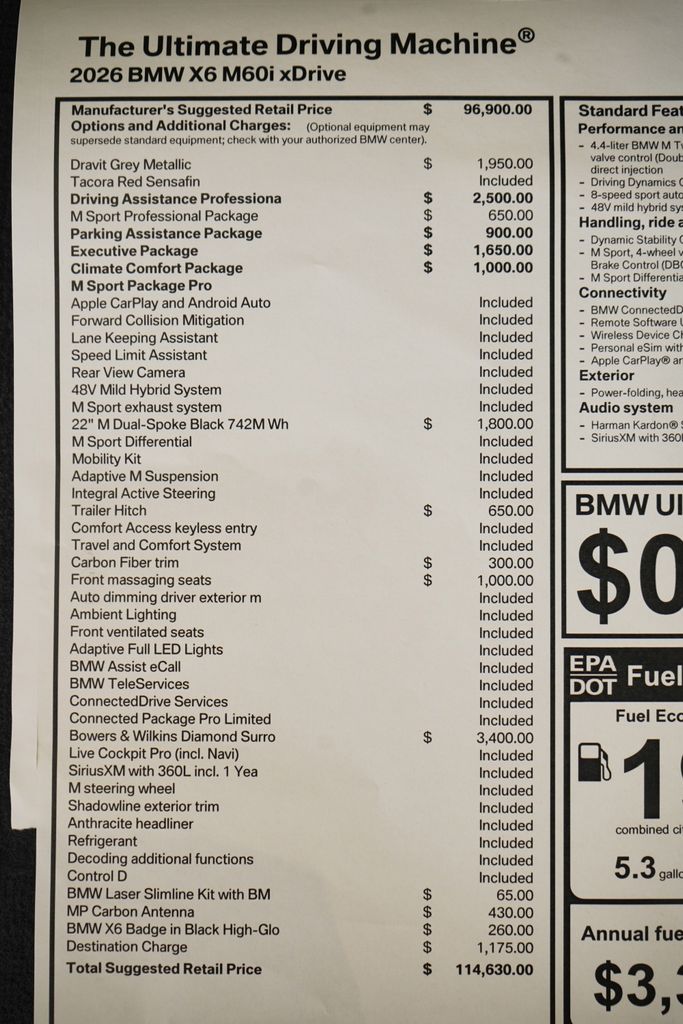 The Ultimate Driving Machine®
2026 BMW X6 M60i xDrive
Manufacturer's Suggested Retail Price $ 96,900.00
Options and Additional Charges: (Optional equipment may
supersede standard equipment; check with your authorized BMW center).
Dravit Grey Metallic $ 1,950.00
Tacora Red Sensafin Included
Driving Assistance Professiona $ 2,500.00
M Sport Professional Package $ 650.00
Parking Assistance Package $ 900.00
Executive Package $ 1,650.00
Climate Comfort Package $ 1,000.00
M Sport Package Pro
Apple CarPlay and Android Auto Included
Forward Collision Mitigation Included
Lane Keeping Assistant Included
Speed Limit Assistant Included
Rear View Camera Included
48V Mild Hybrid System Included
M Sport exhaust system Included
22" M Dual-Spoke Black 742M Wh $ 1,800.00
M Sport Differential Included
Mobility Kit Included
Adaptive M Suspension Included
Integral Active Steering Included
Trailer Hitch $ 650.00
Comfort Access keyless entry Included
Travel and Comfort System Included
Carbon Fiber trim $ 300.00
Front massaging seats $ 1,000.00
Auto dimming driver exterior m Included
Ambient Lighting Included
Front ventilated seats Included
Adaptive Full LED Lights Included
BMW Assist eCall Included
BMW TeleServices Included
ConnectedDrive Services Included
Connected Package Pro Limited Included
Bowers & Wilkins Diamond Surro $ 3,400.00
Live Cockpit Pro (incl. Navi) Included
SiriusXM with 360L incl. 1 Yea Included
M steering wheel Included
Shadowline exterior trim Included
Anthracite headliner Included
Refrigerant Included
Decoding additional functions Included
Control D Included
BMW Laser Slimline Kit with BM $ 65.00
MP Carbon Antenna $ 430.00
BMW X6 Badge in Black High-Glo $ 260.00
Destination Charge $ 1,175.00
Total Suggested Retail Price $ 114,630.00
Standard Feat
Performance an
- 4.4-liter BMW M Tw
valve control (Doub
direct injection
- Driving Dynamics C
- 8-speed sport auto
- 48V mild hybrid sys
Handling, ride a
- Dynamic Stability C
- M Sport, 4-wheel v
Brake Control (DBC
- M Sport Differentia
Connectivity
- BMW ConnectedD
- Remote Software U
- Wireless Device Ch
- Personal eSim with
- Apple CarPlay® an
Exterior
- Power-folding, hea
Audio system
- Harman Kardon® S
- SiriusXM with 360L
BMW Ul
$0
EPA
DOT Fuel
Fuel Eco
19
combined cit
5.3 gallo
Annual fue
$3,